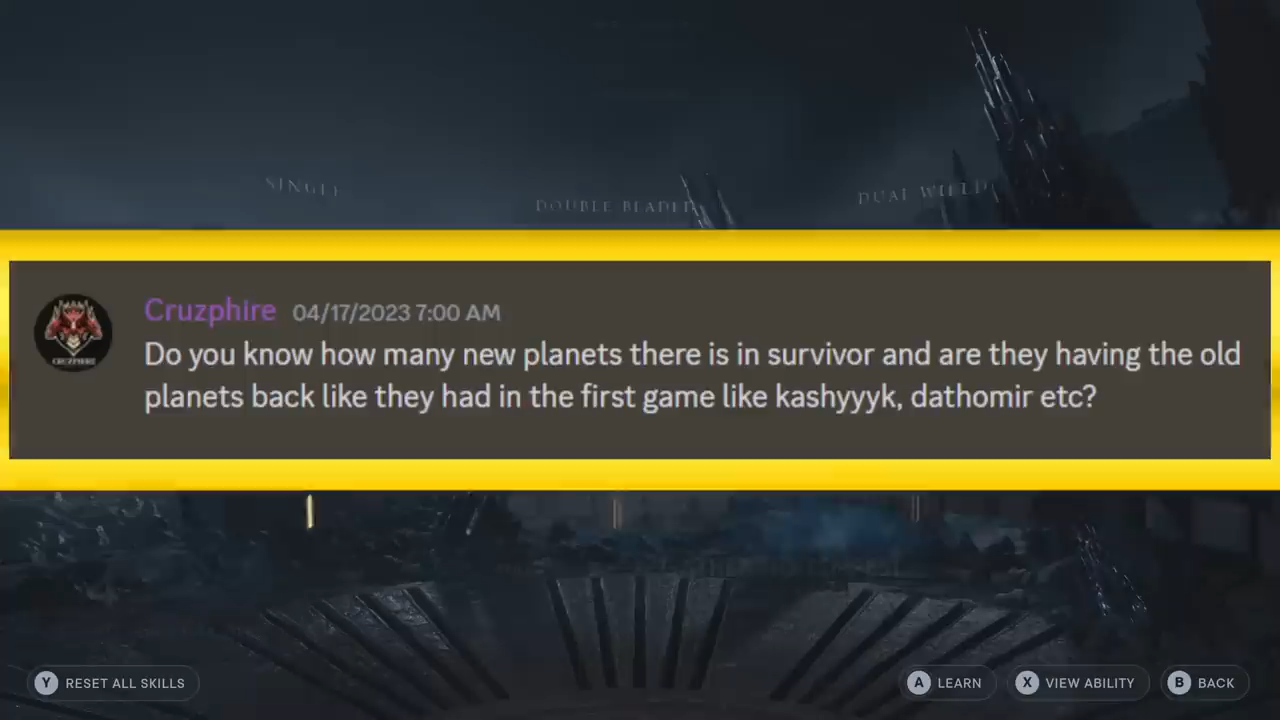 SINGLE
DOUBLE BLADED
DUAL WIELD
Cruzphire 04/17/2023 7:00 AM
Do you know how many new planets there is in survivor and are they having the old
planets back like they had in the first game like kashyyyk, dathomir etc?
CRUZPHIRE
Y RESET ALL SKILLS
A LEARN
X VIEW ABILITY
B BACK